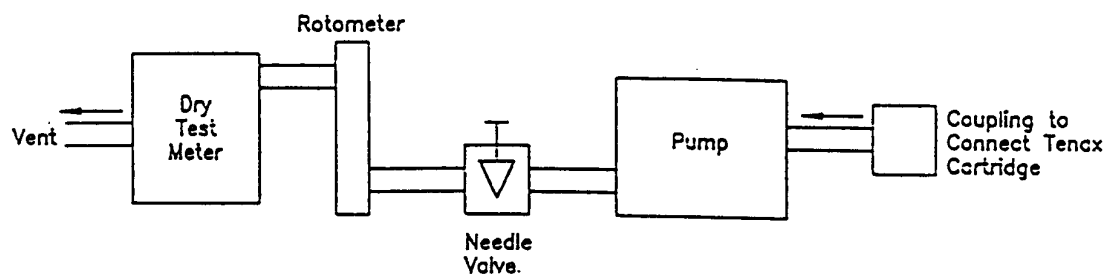 Rotometer
Dry
Test
Meter
Vent
Pump
Coupling to
Connect Tenax
Cartridge
Needle
Valve.